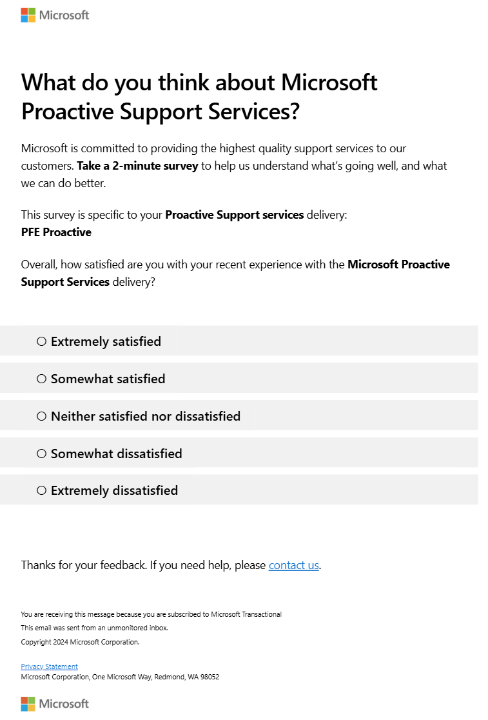 Microsoft
What do you think about Microsoft
Proactive Support Services?
Microsoft is committed to providing the highest quality support services to our
customers. Take a 2-minute survey to help us understand what's going well, and what
we can do better.
This survey is specific to your Proactive Support services delivery:
PFE Proactive
Overall, how satisfied are you with your recent experience with the Microsoft Proactive
Support Services delivery?
Extremely satisfied
Somewhat satisfied
Neither satisfied nor dissatisfied
Somewhat dissatisfied
Extremely dissatisfied
Thanks for your feedback. If you need help, please contact us.
You are receiving this message because you are subscribed to Microsoft Transactional
This email was sent from an unmonitored inbox.
Copyright 2024 Microsoft Corporation.
Privacy Statement
Microsoft Corporation, One Microsoft Way, Redmond, WA 98052
Microsoft